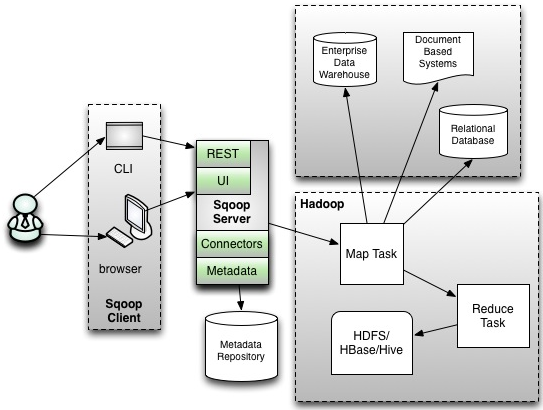 Enterprise
Data
Warehouse
Document
Based
Systems
Relational
Database
CLI
browser
Sqoop
Client
REST
UI
Sqoop
Server
Connectors
Metadata
Metadata
Repository
Hadoop
Map Task
Reduce
Task
HDFS/
HBase/Hive